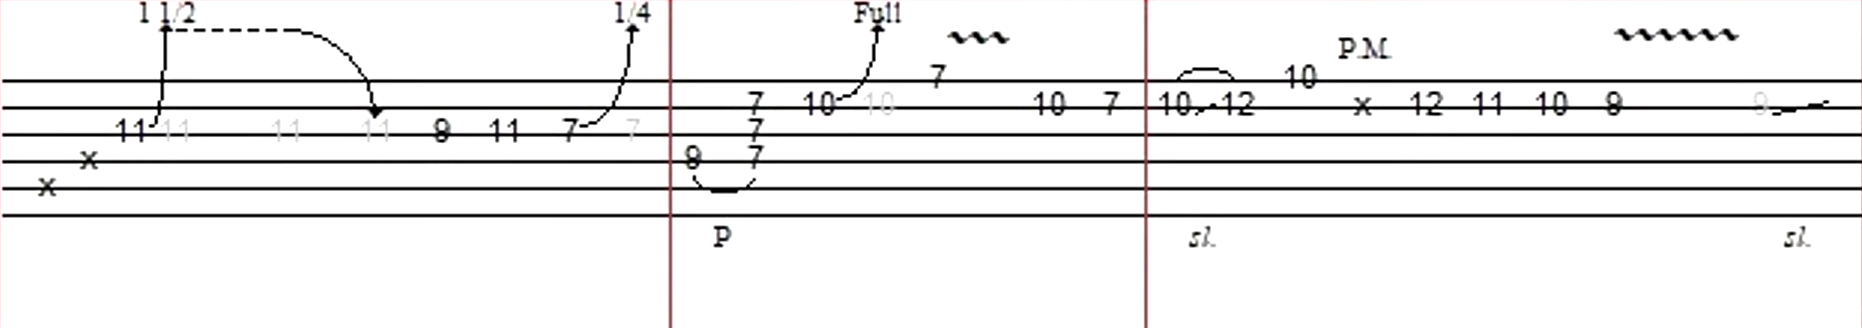 1 1/2 1/4 Full
P.M.
7 10
7 10 10 10 7 10 12 x 12 11 10 9 9
11 11 11 11 9 11 7 7 7
x 9 7
x
P sl. sl.